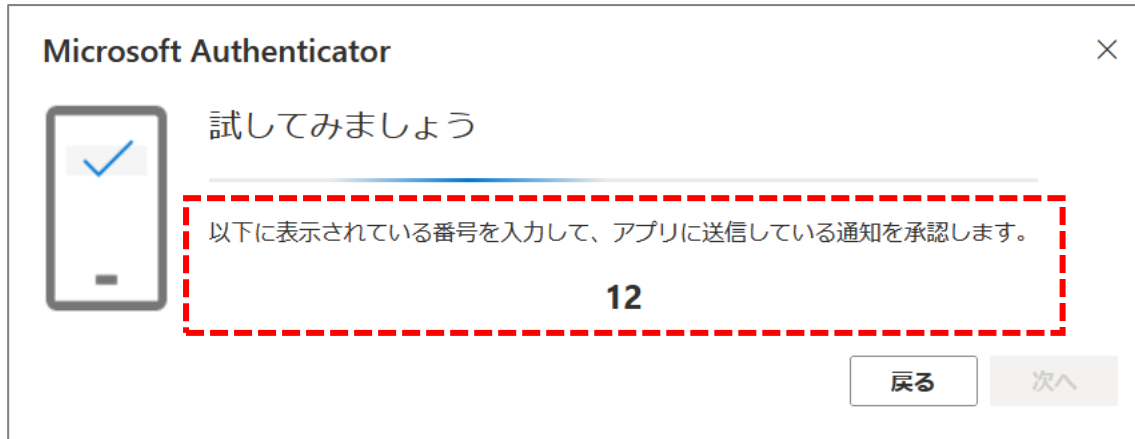 Microsoft Authenticator
試してみましょう
以下に表示されている番号を入力して、アプリに送信している通知を承認します。
12
戻る
次へ